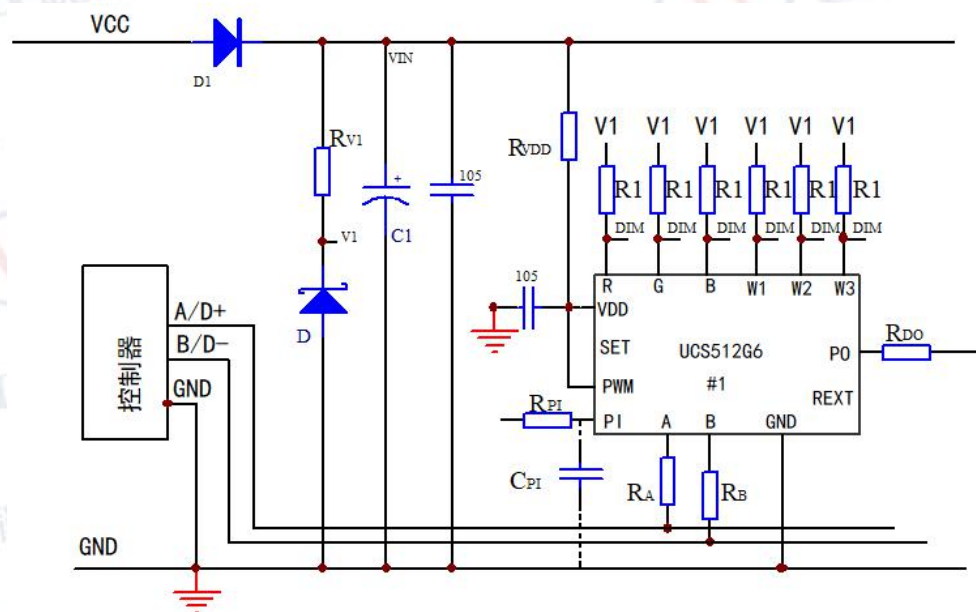 VCC
D1
VIN
RV1
+
C1
105
V1
D
RVDD
V1 V1 V1 V1 V1 V1
R1 R1 R1 R1 R1 R1
DIM DIM DIM DIM DIM DIM
105
R G B W1 W2 W3
VDD
SET
UCS512G6
PO
RDO
PWM
#1
REXT
RPI
PI
A B GND
CPI
RA
RB
控制器
A/D+
B/D-
GND
GND